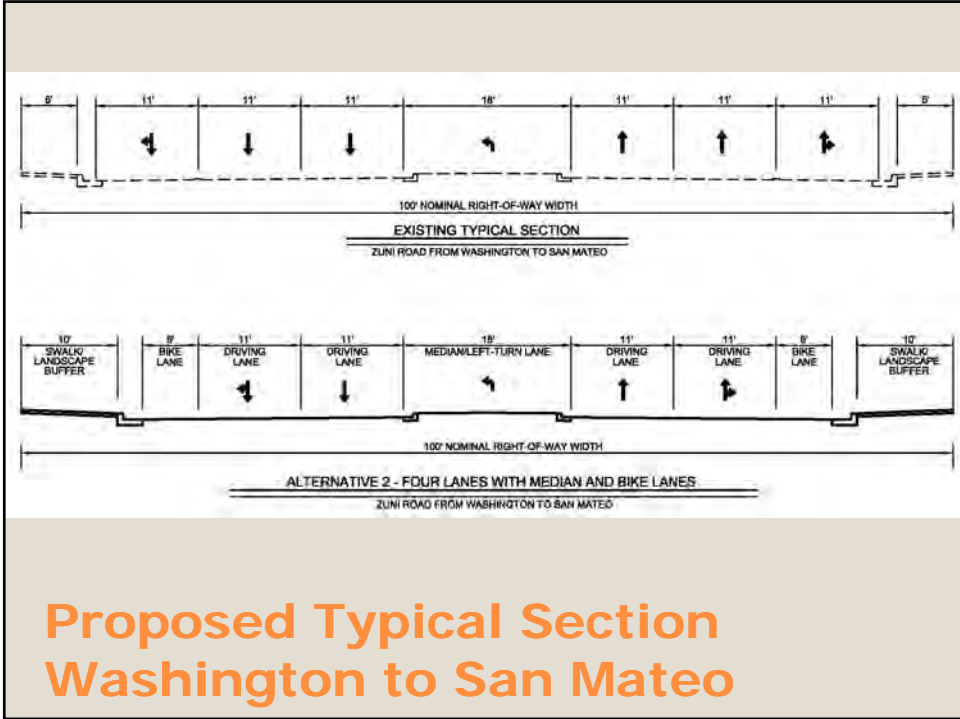 6' 11' 11' 11' 18' 11' 11' 11' 6'
100' NOMINAL RIGHT-OF-WAY WIDTH
EXISTING TYPICAL SECTION
ZUNI ROAD FROM WASHINGTON TO SAN MATEO
10' 6' 11' 11' 18' 11' 11' 6' 10'
SWALK/ BIKE DRIVING DRIVING MEDIAN/LEFT-TURN LANE DRIVING DRIVING BIKE SWALK/
LANDSCAPE LANE LANE LANE LANE LANE LANE LANDSCAPE
BUFFER BUFFER
100' NOMINAL RIGHT-OF-WAY WIDTH
ALTERNATIVE 2 - FOUR LANES WITH MEDIAN AND BIKE LANES
ZUNI ROAD FROM WASHINGTON TO SAN MATEO
Proposed Typical Section
Washington to San Mateo